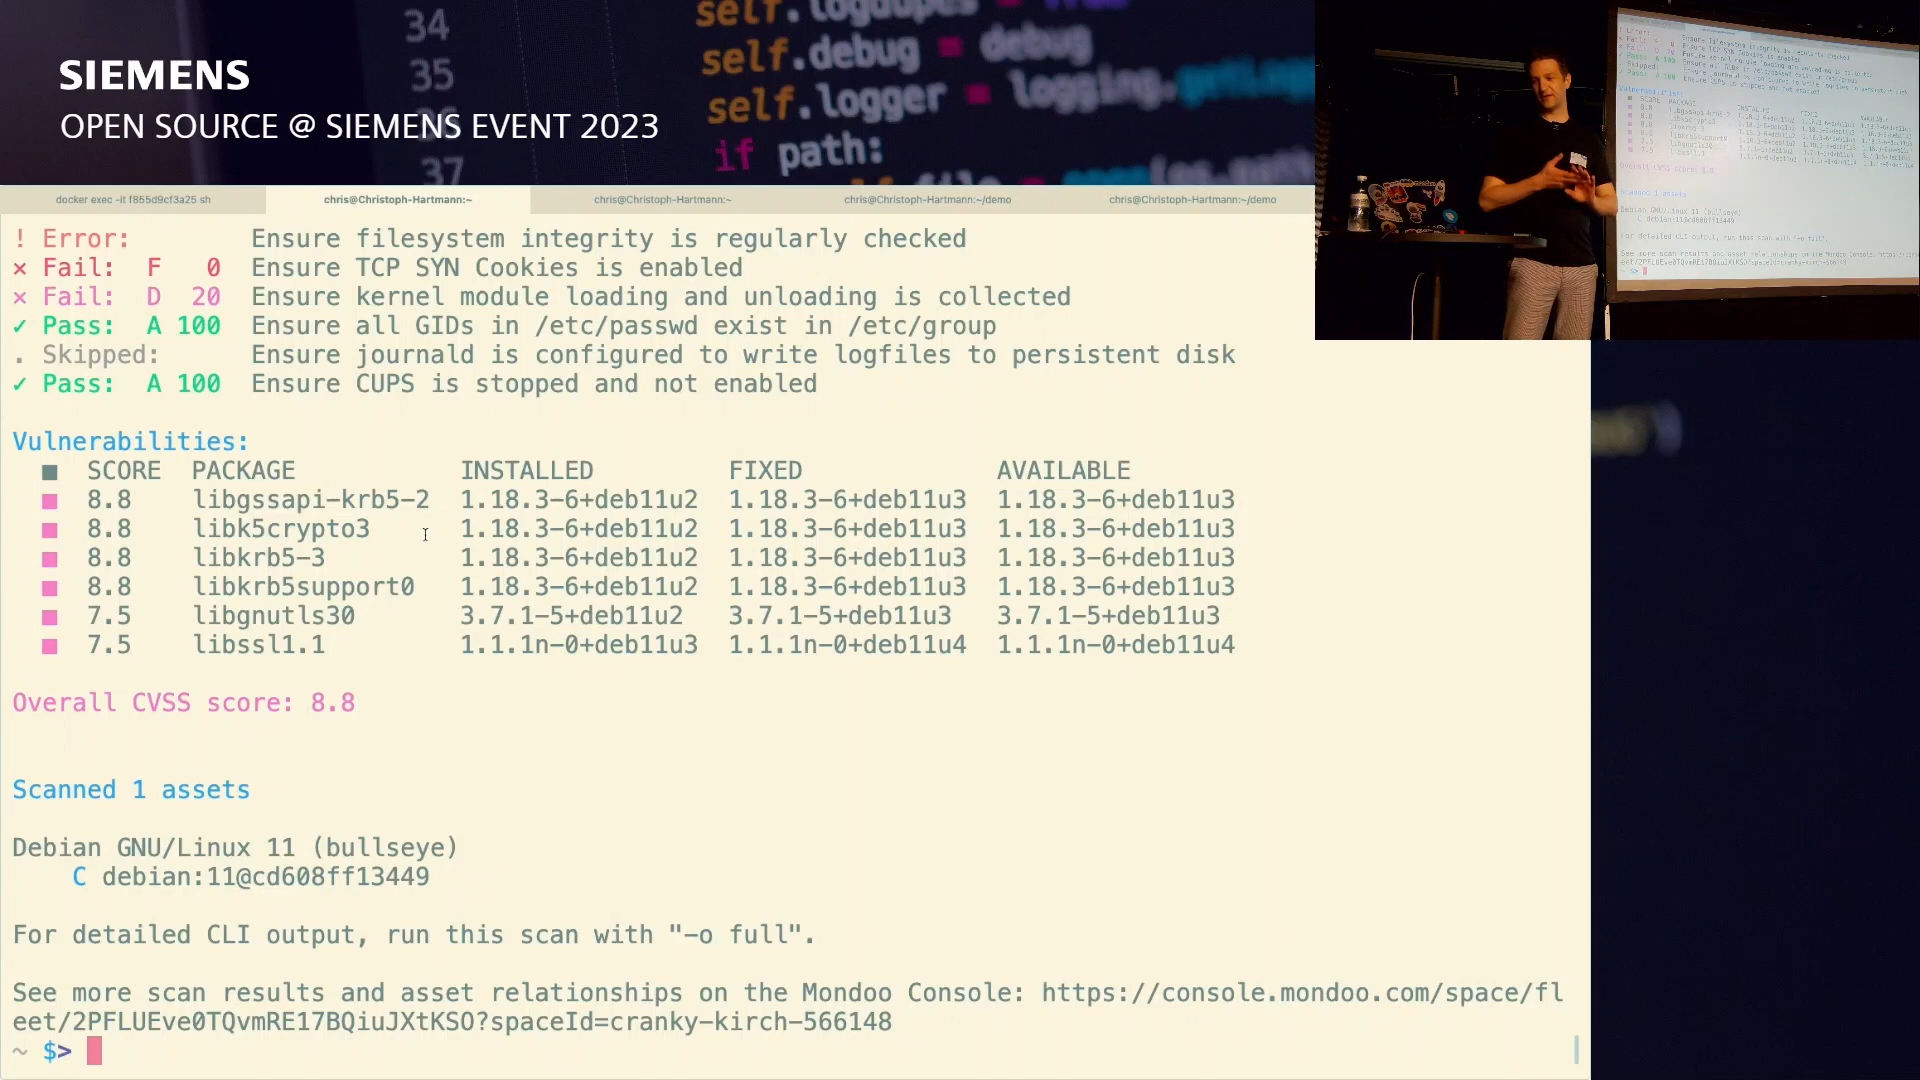 SIEMENS
OPEN SOURCE @ SIEMENS EVENT 2023
34
35
36
37
self.logdupes = True
self.debug = debug
self.logger = logging.
if path:
docker exec -it f855d9cf3a25 sh
chris@Christoph-Hartmann:~
chris@Christoph-Hartmann:~
chris@Christoph-Hartmann:~/demo
chris@Christoph-Hartmann:~/demo
! Error: Ensure filesystem integrity is regularly checked
× Fail: F 0 Ensure TCP SYN Cookies is enabled
× Fail: D 20 Ensure kernel module loading and unloading is collected
✓ Pass: A 100 Ensure all GIDs in /etc/passwd exist in /etc/group
. Skipped: Ensure journald is configured to write logfiles to persistent disk
✓ Pass: A 100 Ensure CUPS is stopped and not enabled
Vulnerabilities:
■ SCORE PACKAGE INSTALLED FIXED AVAILABLE
■ 8.8 libgssapi-krb5-2 1.18.3-6+deb11u2 1.18.3-6+deb11u3 1.18.3-6+deb11u3
■ 8.8 libk5crypto3 1.18.3-6+deb11u2 1.18.3-6+deb11u3 1.18.3-6+deb11u3
■ 8.8 libkrb5-3 1.18.3-6+deb11u2 1.18.3-6+deb11u3 1.18.3-6+deb11u3
■ 8.8 libkrb5support0 1.18.3-6+deb11u2 1.18.3-6+deb11u3 1.18.3-6+deb11u3
■ 7.5 libgnutls30 3.7.1-5+deb11u2 3.7.1-5+deb11u3 3.7.1-5+deb11u3
■ 7.5 libssl1.1 1.1.1n-0+deb11u3 1.1.1n-0+deb11u4 1.1.1n-0+deb11u4
Overall CVSS score: 8.8
Scanned 1 assets
Debian GNU/Linux 11 (bullseye)
C debian:11@cd608ff13449
For detailed CLI output, run this scan with "-o full".
See more scan results and asset relationships on the Mondoo Console: https://console.mondoo.com/space/fl
eet/2PFLUEve0TQvmRE17BQiuJXtKSO?spaceId=cranky-kirch-566148
~ $>